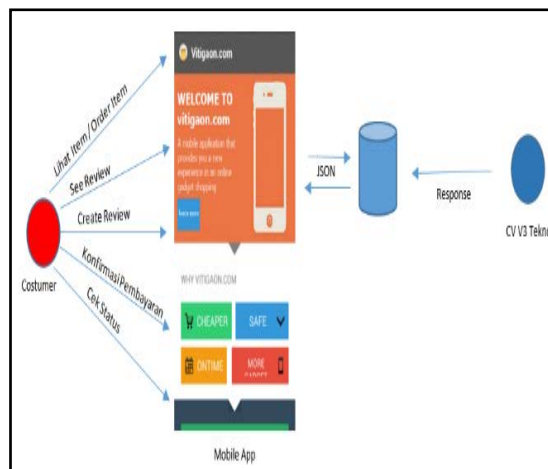 Vitigaon.com
WELCOME TO
vitigaon.com
A mobile application that
provides you a new
experience in an online
gadget shopping
Lihat Item / Order Item
See Review
Create Review
Konfirmasi Pembayaran
Cek Status
Costumer
JSON
Response
CV V3 Tekno
WHY VITIGAON.COM
CHEAPER
SAFE
ONTIME
MORE
Mobile App